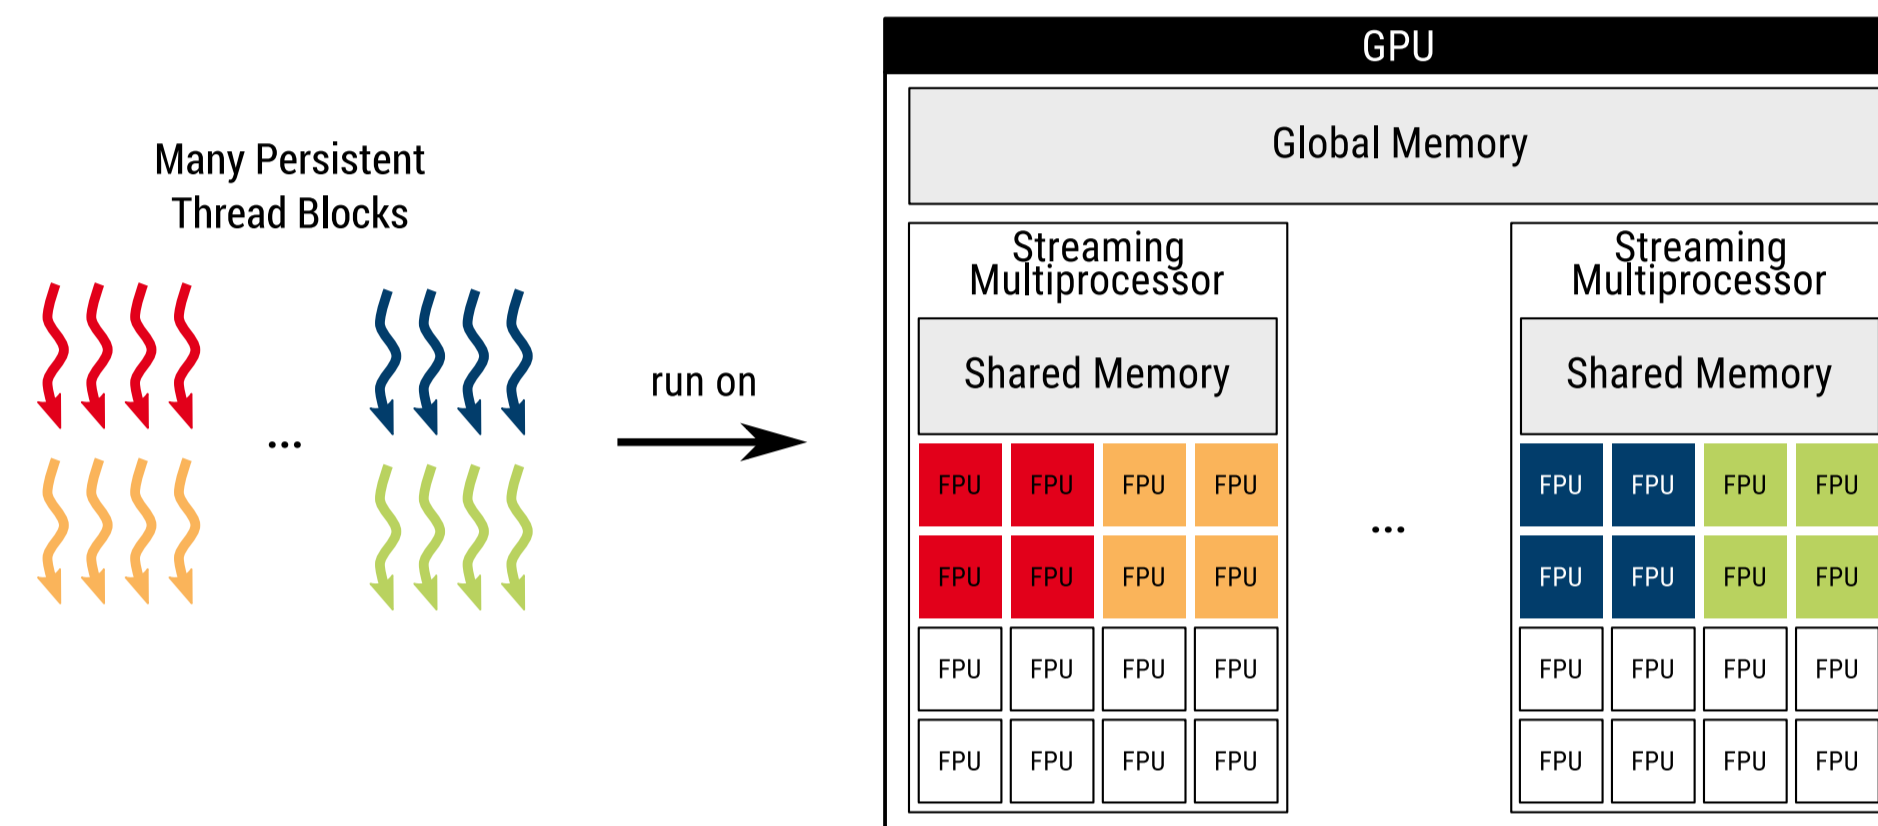 GPU
Global Memory
Many Persistent
Thread Blocks
...
run on
Streaming
Multiprocessor
Shared Memory
FPU FPU FPU FPU
FPU FPU FPU FPU
FPU FPU FPU FPU
FPU FPU FPU FPU
...
Streaming
Multiprocessor
Shared Memory
FPU FPU FPU FPU
FPU FPU FPU FPU
FPU FPU FPU FPU
FPU FPU FPU FPU